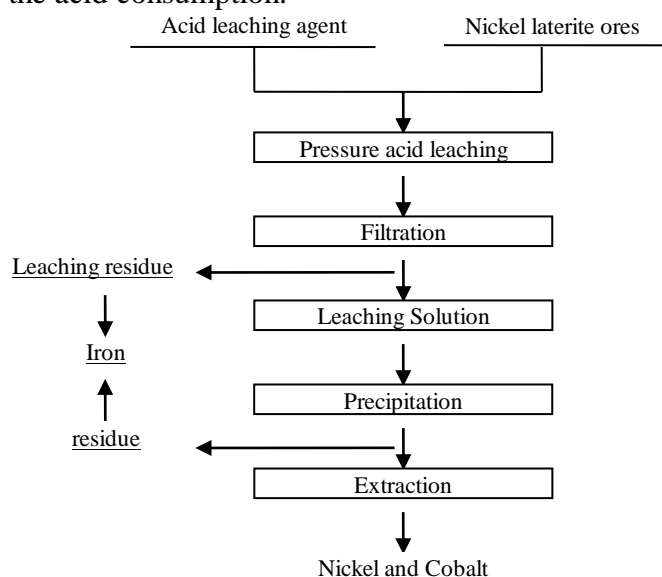 the acid consumption.
Acid leaching agent
Nickel laterite ores
Pressure acid leaching
Filtration
Leaching residue
Leaching Solution
Iron
Precipitation
residue
Extraction
Nickel and Cobalt